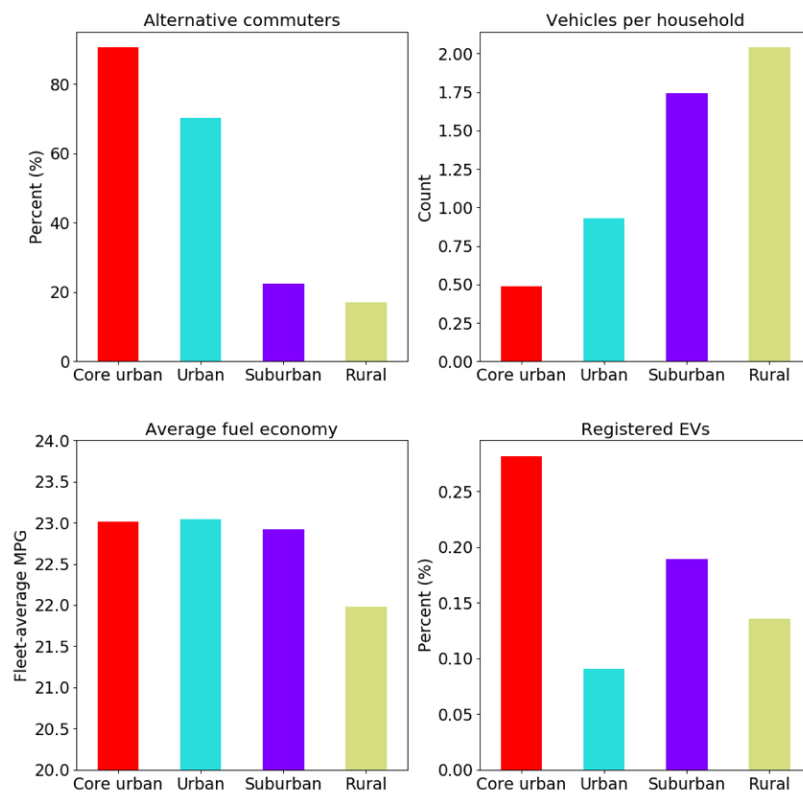 Alternative commuters
Percent (%)
80
60
40
20
0
Core urban Urban Suburban Rural
Vehicles per household
Count
2.00
1.75
1.50
1.25
1.00
0.75
0.50
0.25
0.00
Core urban Urban Suburban Rural
Average fuel economy
Fleet-average MPG
24.0
23.5
23.0
22.5
22.0
21.5
21.0
20.5
20.0
Core urban Urban Suburban Rural
Registered EVs
Percent (%)
0.25
0.20
0.15
0.10
0.05
0.00
Core urban Urban Suburban Rural